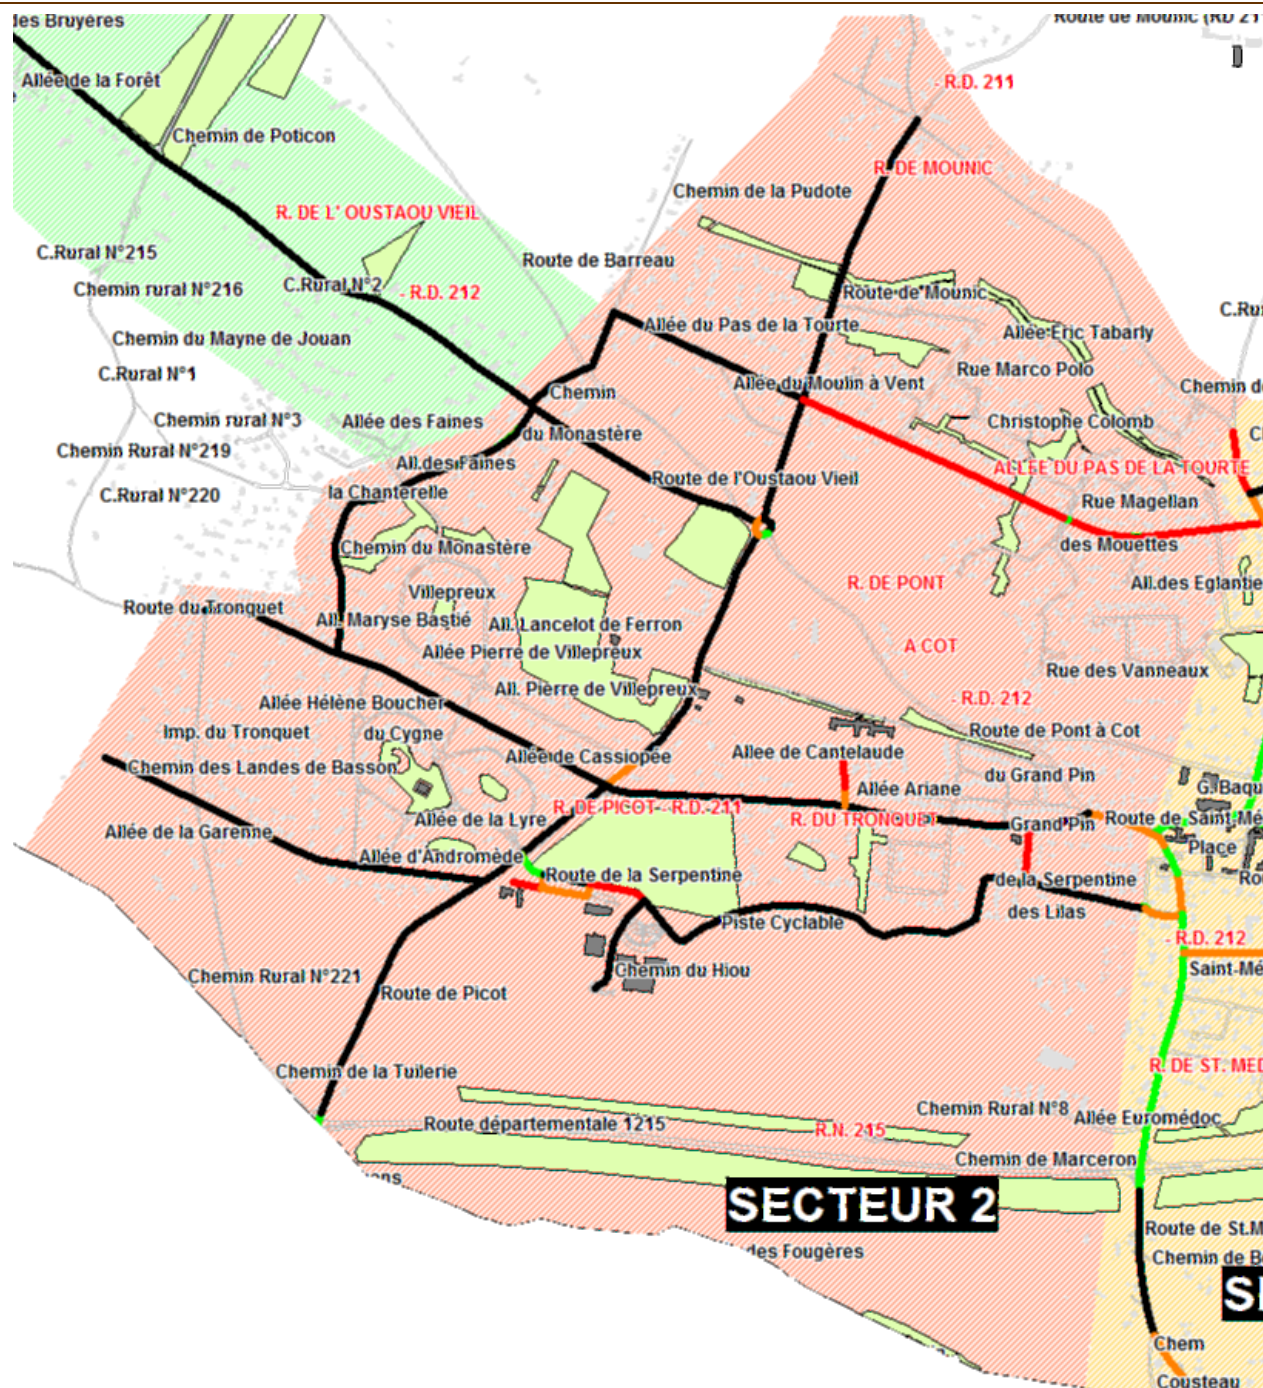 des Bruyères
Route de Mounic (RD 211
Allée de la Forêt
- R.D. 211
Chemin de Poticon
R. DE MOUNIC
Chemin de la Pudote
R. DE L' OUSTAOU VIEIL
C.Rural N°215
Route de Barreau
Chemin rural N°216
C.Rural N°2
- R.D. 212
Route de Mounic
Allée du Pas de la Tourte
Allée Eric Tabarly
Chemin du Mayne de Jouan
Rue Marco Polo
C.Rural N°1
Allée du Moulin à Vent
Chemin
Chemin rural N°3
Allée des Faines
Christophe Colomb
du Monastère
Chemin Rural N°219
All.des Faines
ALLEE DU PAS DE LA TOURTE
Route de l'Oustaou Vieil
C.Rural N°220
la Chanterelle
Rue Magellan
Chemin du Monastère
des Mouettes
R. DE PONT
All.des Eglantie
Villepreux
Route du Tronquet
All. Maryse Bastié
All. Lancelot de Ferron
A COT
Allée Pierre de Villepreux
Rue des Vanneaux
All. Pierre de Villepreux
- R.D. 212
Allée Hélène Boucher
Imp. du Tronquet
du Cygne
Route de Pont à Cot
Allée de Cassiopée
Allee de Cantelaude
Chemin des Landes de Basson
du Grand Pin
Allée Ariane
G. Baqu
R. DE PICOT - R.D. 211
Allée de la Lyre
R. DU TRONQUET
Grand Pin
Route de Saint-Mé
Allée de la Garenne
Place
Allée d'Andromède
Route de la Serpentine
de la Serpentine
Ro
des Lilas
Piste Cyclable
- R.D. 212
Chemin Rural N°221
Chemin du Hiou
Saint-Mé
Route de Picot
Chemin de la Tuilerie
R. DE ST. MED
Chemin Rural N°8
Route départementale 1215
R.N. 215
Allée Euromédoc
Chemin de Marceron
ons
SECTEUR 2
Route de St.M
des Fougères
Chemin de B
SE
Chem
Cousteau